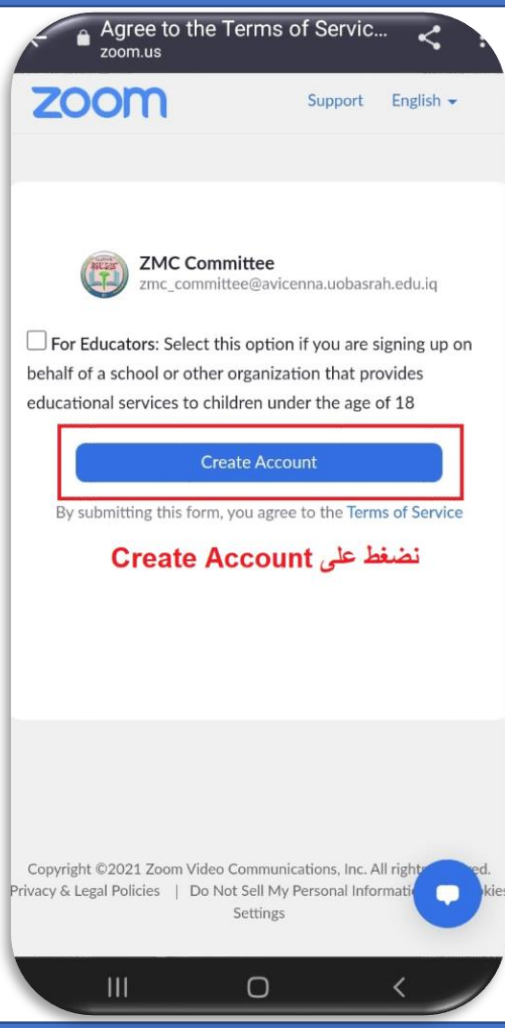 Agree to the Terms of Servic...
zoom.us
zoom
Support English
ZMC Committee
zmc_committee@avicenna.uobasrah.edu.iq
For Educators: Select this option if you are signing up on
behalf of a school or other organization that provides
educational services to children under the age of 18
Create Account
By submitting this form, you agree to the Terms of Service
نضغط على Create Account
Copyright ©2021 Zoom Video Communications, Inc. All
Privacy & Legal Policies | Do Not Sell My Personal
Settings